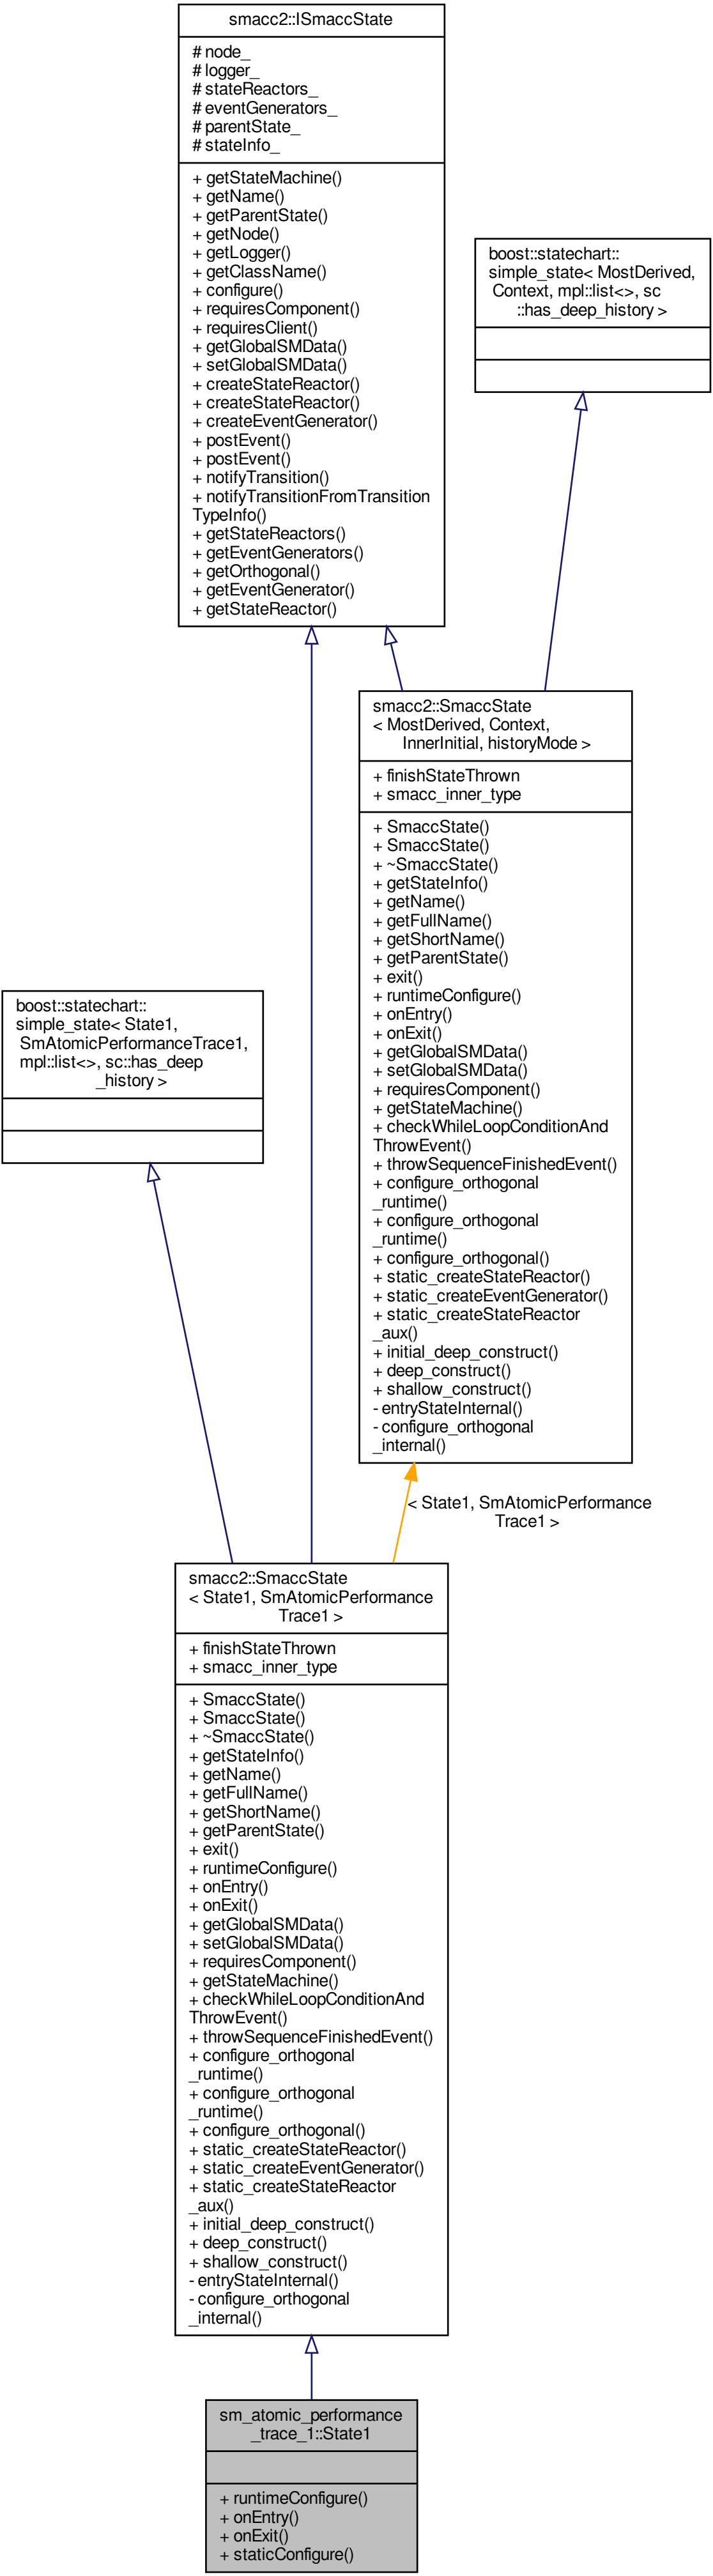 smacc2::ISmaccState
# node_
# logger_
# stateReactors_
# eventGenerators_
# parentState_
# stateInfo_
+ getStateMachine()
+ getName()
+ getParentState()
+ getNode()
+ getLogger()
+ getClassName()
+ configure()
+ requiresComponent()
+ requiresClient()
+ getGlobalSMData()
+ setGlobalSMData()
+ createStateReactor()
+ createStateReactor()
+ createEventGenerator()
+ postEvent()
+ postEvent()
+ notifyTransition()
+ notifyTransitionFromTransition
TypeInfo()
+ getStateReactors()
+ getEventGenerators()
+ getOrthogonal()
+ getEventGenerator()
+ getStateReactor()
boost::statechart::
simple_state< MostDerived,
Context, mpl::list<>, sc
::has_deep_history >
smacc2::SmaccState
< MostDerived, Context,
InnerInitial, historyMode >
+ finishStateThrown
+ smacc_inner_type
+ SmaccState()
+ SmaccState()
+ ~SmaccState()
+ getStateInfo()
+ getName()
+ getFullName()
+ getShortName()
+ getParentState()
+ exit()
+ runtimeConfigure()
+ onEntry()
+ onExit()
+ getGlobalSMData()
+ setGlobalSMData()
+ requiresComponent()
+ getStateMachine()
+ checkWhileLoopConditionAnd
ThrowEvent()
+ throwSequenceFinishedEvent()
+ configure_orthogonal
_runtime()
+ configure_orthogonal
_runtime()
+ configure_orthogonal()
+ static_createStateReactor()
+ static_createEventGenerator()
+ static_createStateReactor
_aux()
+ initial_deep_construct()
+ deep_construct()
+ shallow_construct()
- entryStateInternal()
- configure_orthogonal
_internal()
boost::statechart::
simple_state< State1,
SmAtomicPerformanceTrace1,
mpl::list<>, sc::has_deep
_history >
< State1, SmAtomicPerformance
Trace1 >
smacc2::SmaccState
< State1, SmAtomicPerformance
Trace1 >
+ finishStateThrown
+ smacc_inner_type
+ SmaccState()
+ SmaccState()
+ ~SmaccState()
+ getStateInfo()
+ getName()
+ getFullName()
+ getShortName()
+ getParentState()
+ exit()
+ runtimeConfigure()
+ onEntry()
+ onExit()
+ getGlobalSMData()
+ setGlobalSMData()
+ requiresComponent()
+ getStateMachine()
+ checkWhileLoopConditionAnd
ThrowEvent()
+ throwSequenceFinishedEvent()
+ configure_orthogonal
_runtime()
+ configure_orthogonal
_runtime()
+ configure_orthogonal()
+ static_createStateReactor()
+ static_createEventGenerator()
+ static_createStateReactor
_aux()
+ initial_deep_construct()
+ deep_construct()
+ shallow_construct()
- entryStateInternal()
- configure_orthogonal
_internal()
sm_atomic_performance
_trace_1::State1
+ runtimeConfigure()
+ onEntry()
+ onExit()
+ staticConfigure()